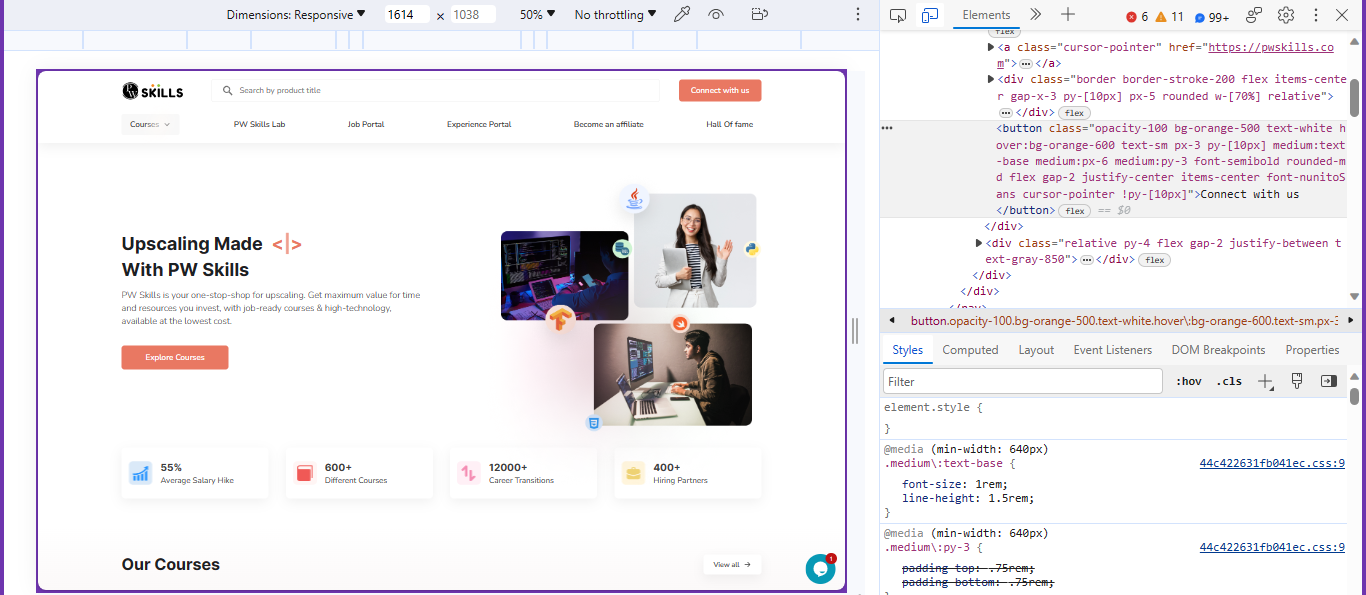 Dimensions: Responsive 1614 × 1038 50% No throttling
SKILLS Search by product title Connect with us
Courses PW Skills Lab Job Portal Experience Portal Become an affiliate Hall Of fame
Upscaling Made </>
With PW Skills
PW Skills is your one-stop-shop for upscaling. Get maximum value for time
and resources you invest, with job-ready courses & high-technology,
available at the lowest cost.
Explore Courses
55%
Average Salary Hike
600+
Different Courses
12000+
Career Transitions
400+
Hiring Partners
Our Courses
View all →
1
Elements 6 11 99+
flex
<a class="cursor-pointer" href="https://pwskills.co
m"> … </a>
<div class="border border-stroke-200 flex items-cente
r gap-x-3 py-[10px] px-5 rounded w-[70%] relative">
… </div> flex
<button class="opacity-100 bg-orange-500 text-white h
over:bg-orange-600 text-sm px-3 py-[10px] medium:text
-base medium:px-6 medium:py-3 font-semibold rounded-m
d flex gap-2 justify-center items-center font-nunitoS
ans cursor-pointer !py-[10px]">Connect with us
</button> flex == $0
</div>
<div class="relative py-4 flex gap-2 justify-between t
ext-gray-850"> … </div> flex
</div>
</div>
button.opacity-100.bg-orange-500.text-white.hover\:bg-orange-600.text-sm.px-3
Styles Computed Layout Event Listeners DOM Breakpoints Properties
Filter :hov .cls
element.style {
}
@media (min-width: 640px)
.medium\:text-base { 44c422631fb041ec.css:9
font-size: 1rem;
line-height: 1.5rem;
}
@media (min-width: 640px)
.medium\:py-3 { 44c422631fb041ec.css:9
padding-top: .75rem;
padding-bottom: .75rem;
}